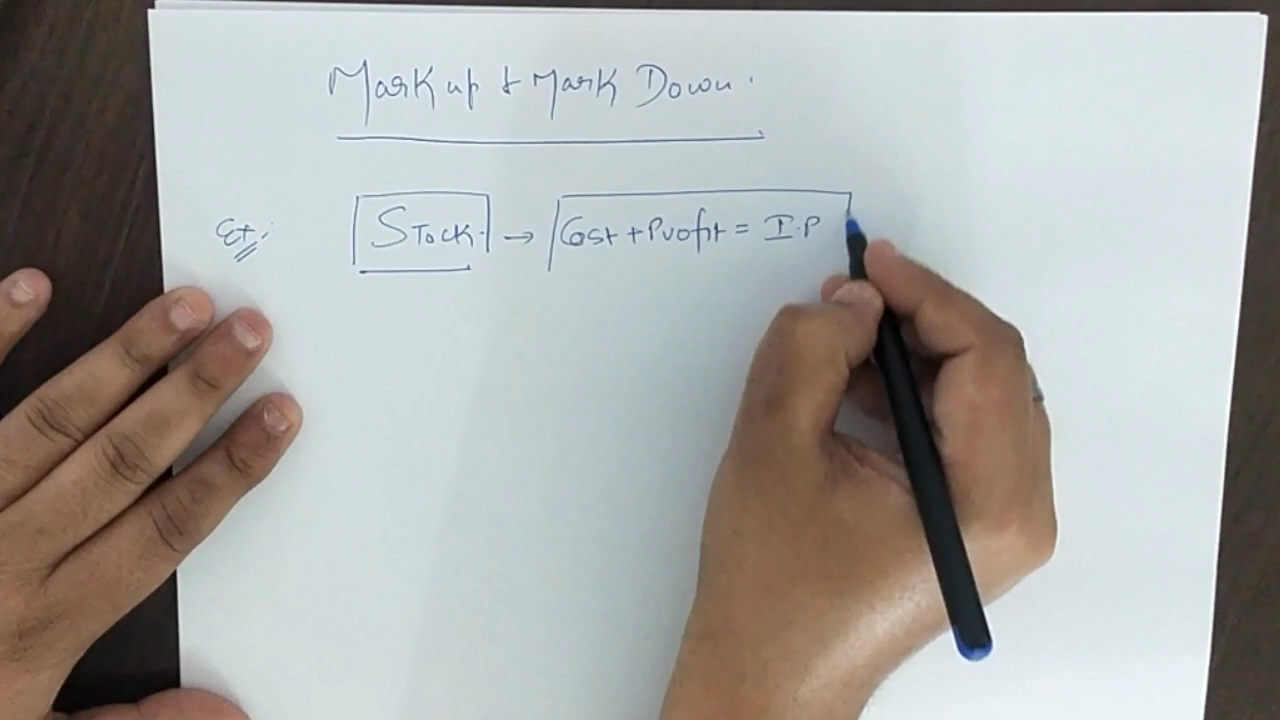 Mark up & Mark Down.
Ex:
Stock. → Cost + Profit = I.P